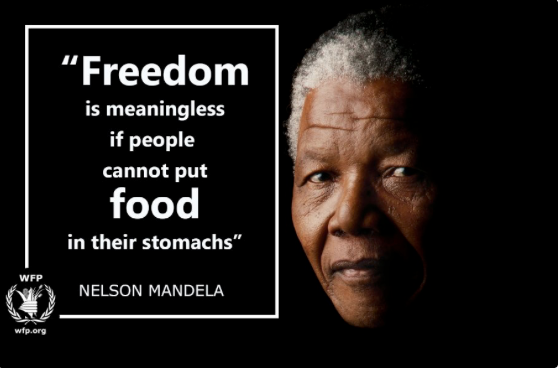 “Freedom
is meaningless
if people
cannot put
food
in their stomachs”
NELSON MANDELA
WFP
wfp.org